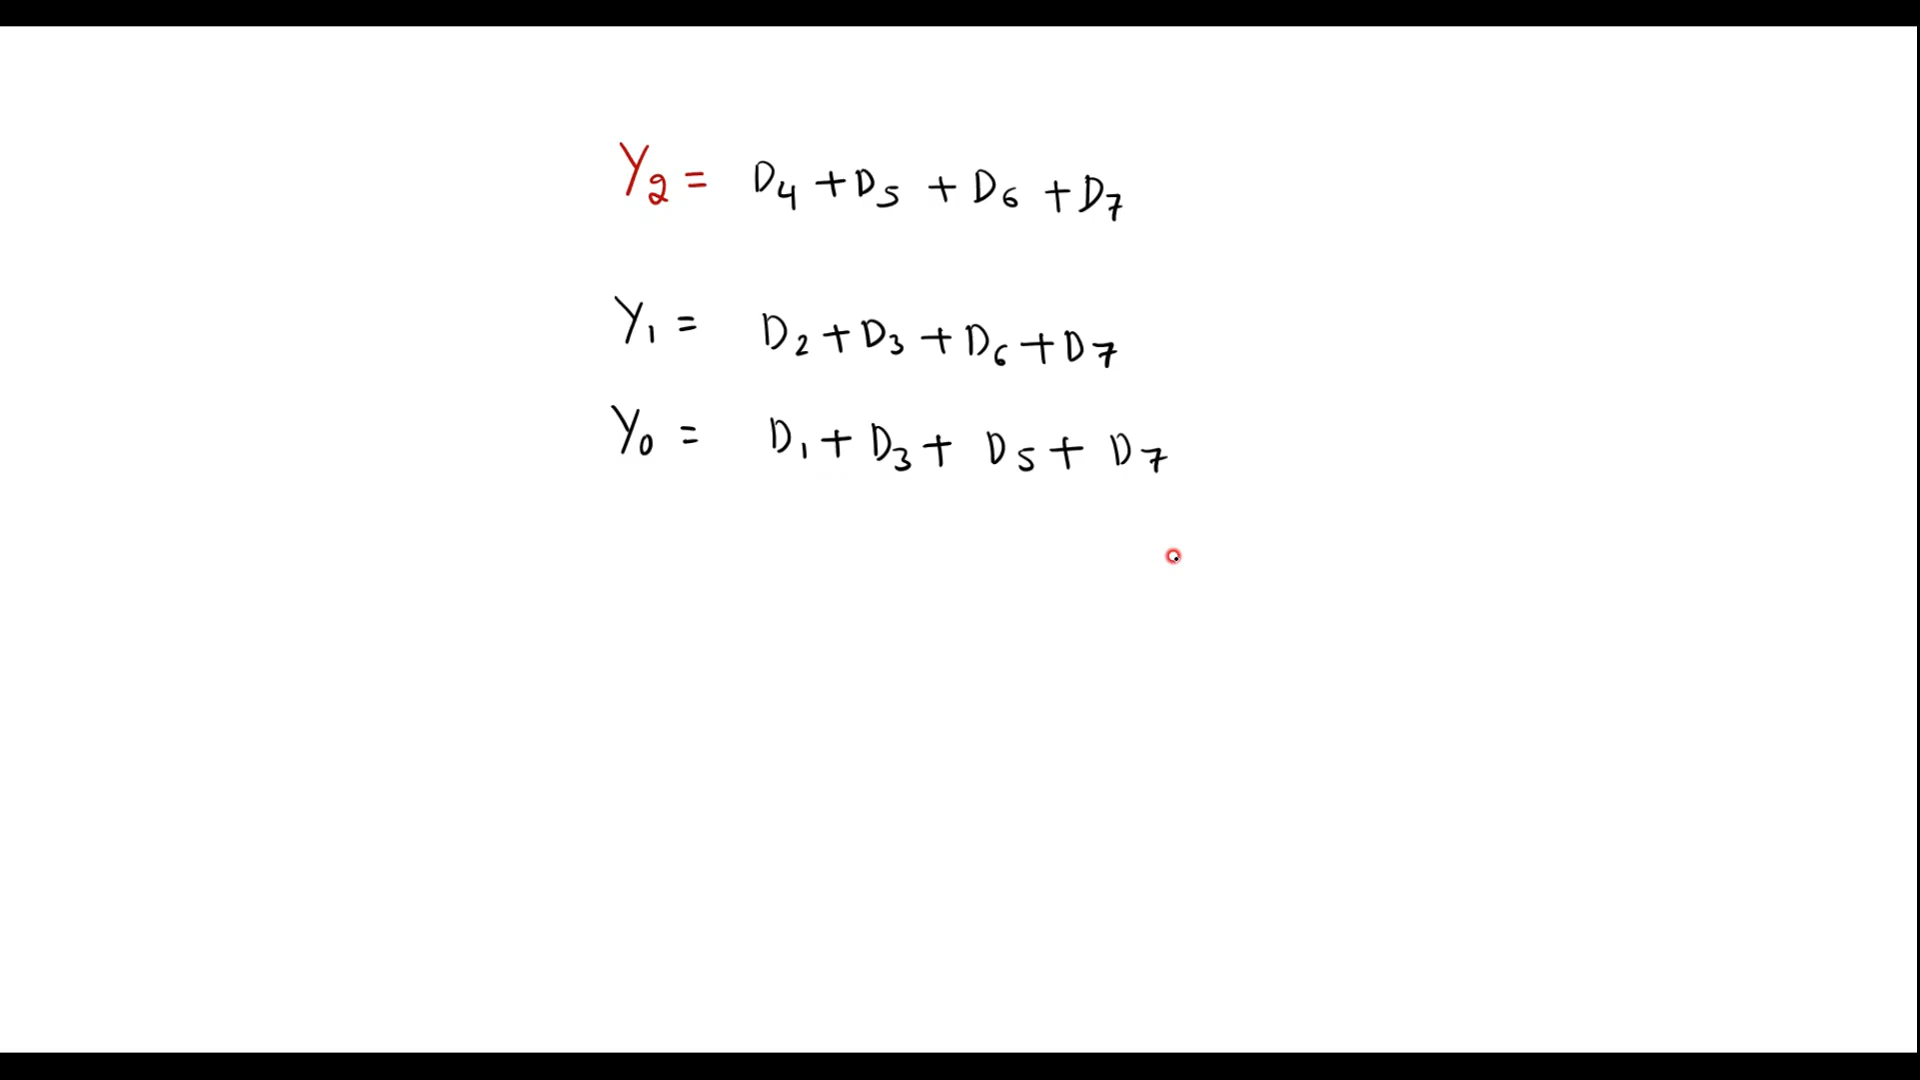 Y₂ = D₄ + D₅ + D₆ + D₇
Y₁ = D₂ + D₃ + D₆ + D₇
Y₀ = D₁ + D₃ + D₅ + D₇